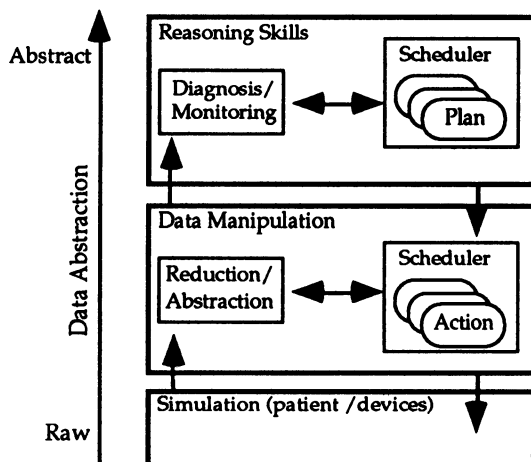 Reasoning Skills
Abstract
Diagnosis/
Monitoring
Scheduler
Plan
Data Abstraction
Data Manipulation
Reduction/
Abstraction
Scheduler
Action
Simulation (patient /devices)
Raw